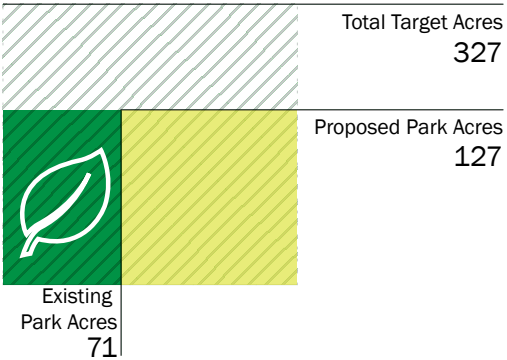 Total Target Acres
327
Proposed Park Acres
127
Existing
Park Acres
71